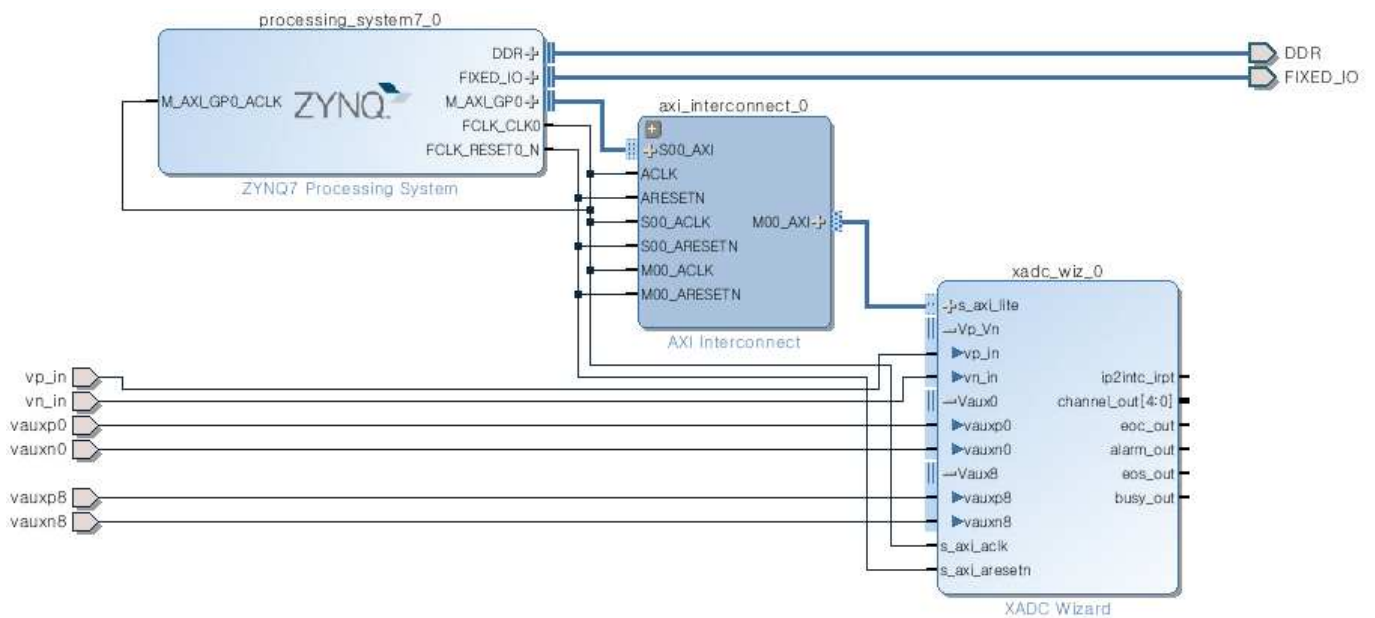 processing_system7_0
DDR
FIXED_IO
M_AXI_GP0_ACLK
ZYNQ
M_AXI_GP0
FCLK_CLK0
FCLK_RESET0_N
ZYNQ7 Processing System
DDR
FIXED_IO
axi_interconnect_0
S00_AXI
ACLK
ARESETN
S00_ACLK
M00_AXI
S00_ARESETN
M00_ACLK
M00_ARESETN
AXI Interconnect
xadc_wiz_0
s_axi_lite
Vp_Vn
vp_in
vn_in
ip2intc_irpt
Vaux0
channel_out[4:0]
vauxp0
eoc_out
vauxn0
alarm_out
Vaux8
eos_out
vauxp8
busy_out
vauxn8
s_axi_aclk
s_axi_aresetn
XADC Wizard
vp_in
vn_in
vauxp0
vauxn0
vauxp8
vauxn8